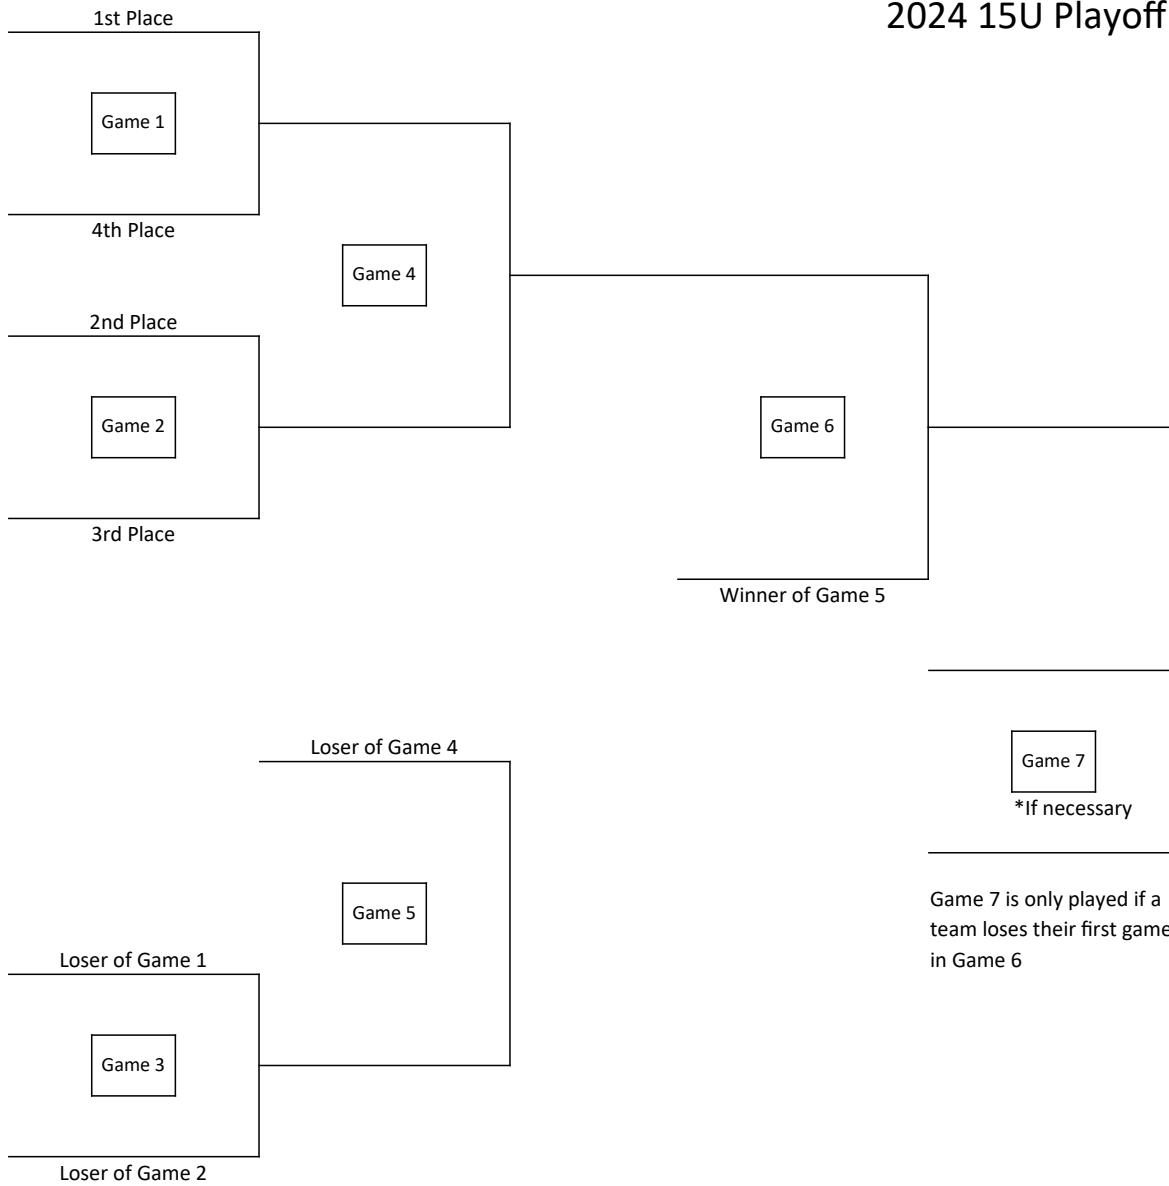 2024 15U Playoff
1st Place
Game 1
4th Place
Game 4
2nd Place
Game 2
Game 6
3rd Place
Winner of Game 5
Loser of Game 4
Game 7
*If necessary
Game 5
Game 7 is only played if a
team loses their first game
in Game 6
Loser of Game 1
Game 3
Loser of Game 2